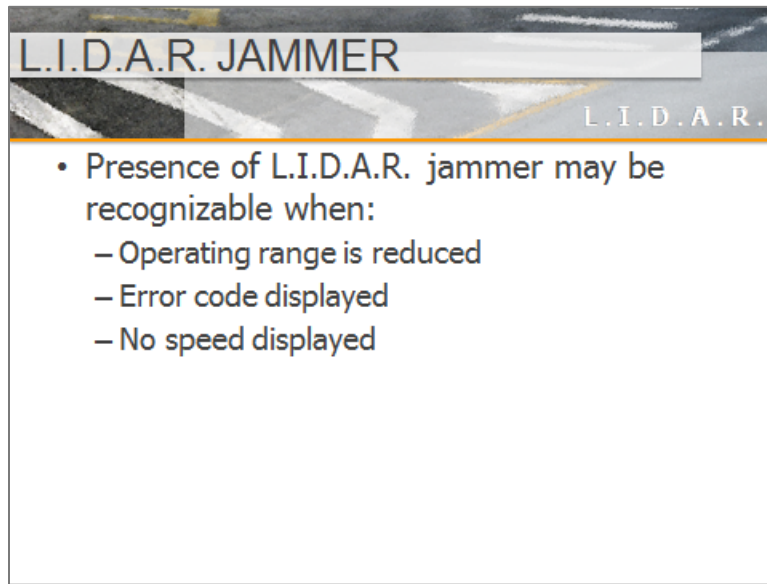 L.I.D.A.R. JAMMER
L.I.D.A.R.
• Presence of L.I.D.A.R. jammer may be
recognizable when:
– Operating range is reduced
– Error code displayed
– No speed displayed